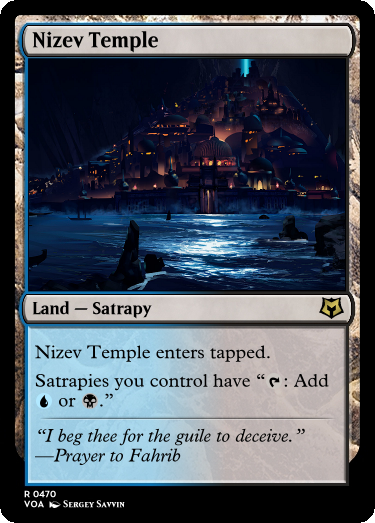 Nizev Temple
Land — Satrapy
Nizev Temple enters tapped.
Satrapies you control have “: Add
or .”
“I beg thee for the guile to deceive.”
—Prayer to Fahrib
R 0470
VOA Sergey Savvin